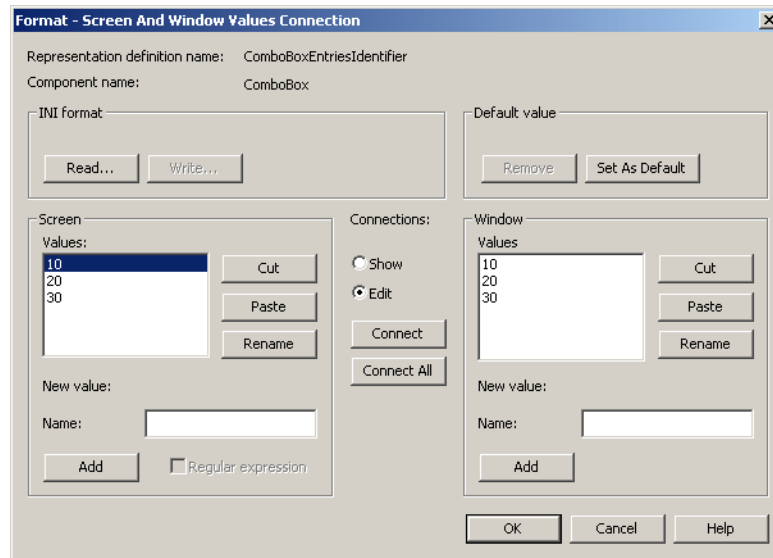 Format - Screen And Window Values Connection
Representation definition name: ComboBoxEntriesIdentifier
Component name: ComboBox
INI format
Read...
Write...
Default value
Remove
Set As Default
Screen
Values:
10
20
30
Cut
Paste
Rename
New value:
Name:
Add
Regular expression
Connections:
Show
Edit
Connect
Connect All
Window
Values
10
20
30
Cut
Paste
Rename
New value:
Name:
Add
OK
Cancel
Help